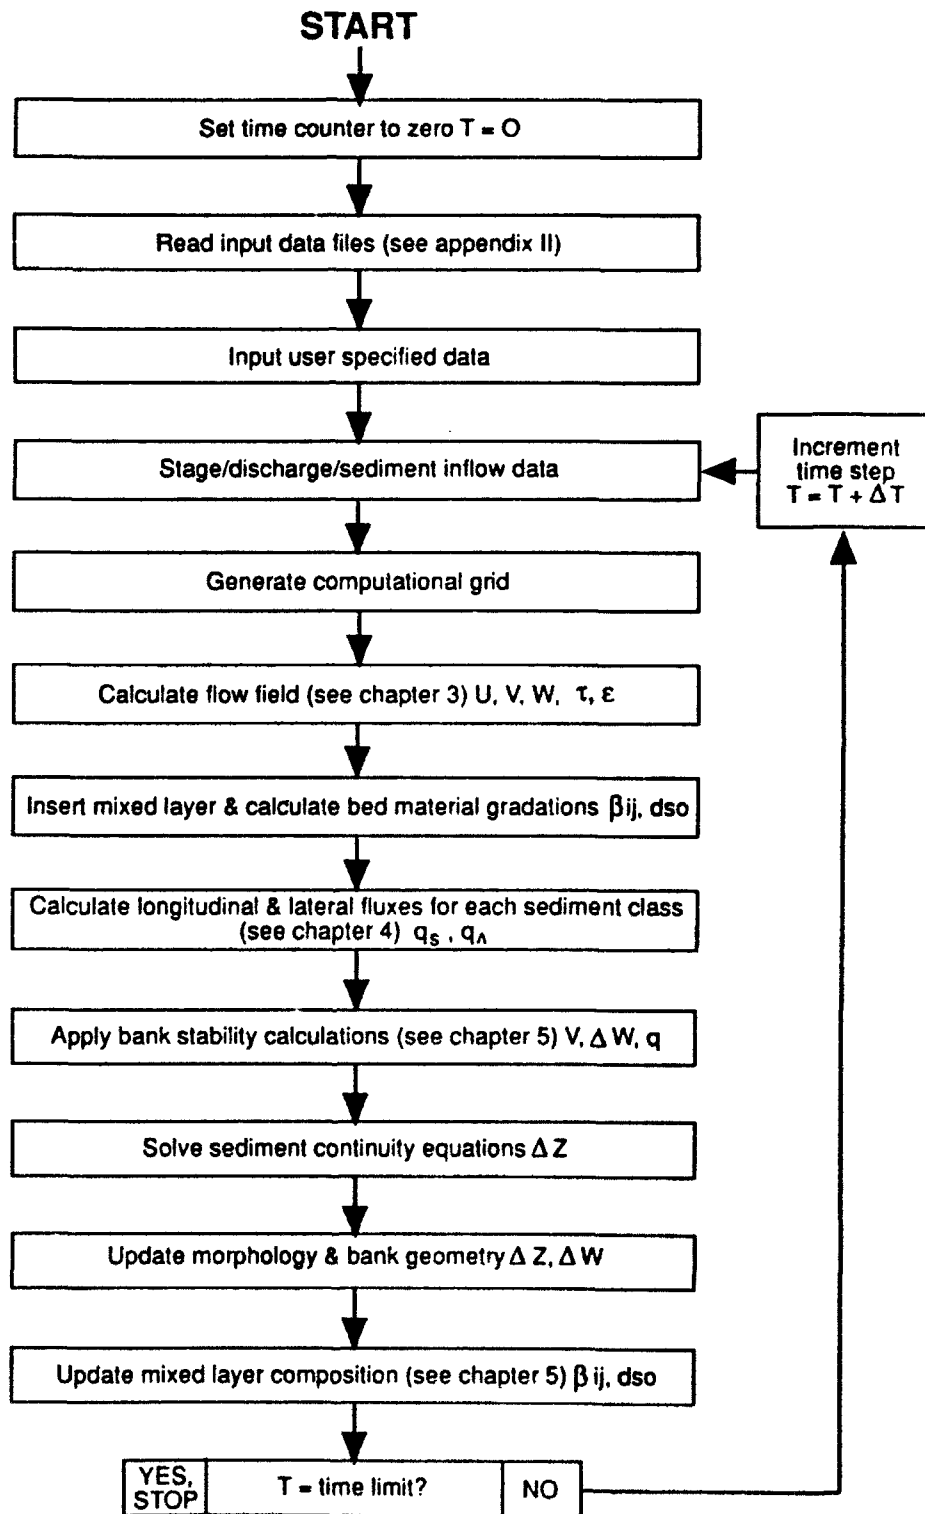 START
Set time counter to zero T = O
Read input data files (see appendix II)
Input user specified data
Stage/discharge/sediment inflow data
Increment
time step
T = T + Δ T
Generate computational grid
Calculate flow field (see chapter 3) U, V, W, τ, ε
Insert mixed layer & calculate bed material gradations βij, dso
Calculate longitudinal & lateral fluxes for each sediment class
(see chapter 4) qs , qΛ
Apply bank stability calculations (see chapter 5) V, Δ W, q
Solve sediment continuity equations Δ Z
Update morphology & bank geometry Δ Z, Δ W
Update mixed layer composition (see chapter 5) β ij, dso
YES,
STOP
T = time limit?
NO